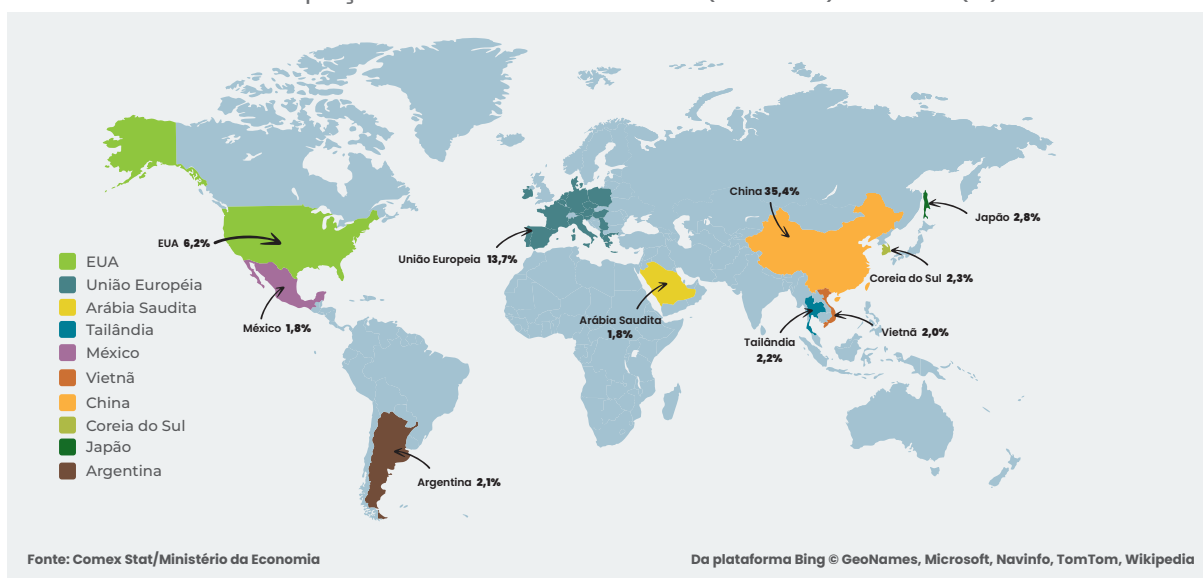 China 35,4%
Japão 2,8%
EUA 6,2%
União Europeia 13,7%
Coreia do Sul 2,3%
EUA
União Européia
Arábia Saudita
Tailândia
México
Vietnã
China
Coreia do Sul
Japão
Argentina
México 1,8%
Arábia Saudita
1,8%
Vietnã 2,0%
Tailândia
2,2%
Argentina 2,1%
Fonte: Comex Stat/Ministério da Economia
Da plataforma Bing © GeoNames, Microsoft, Navinfo, TomTom, Wikipedia